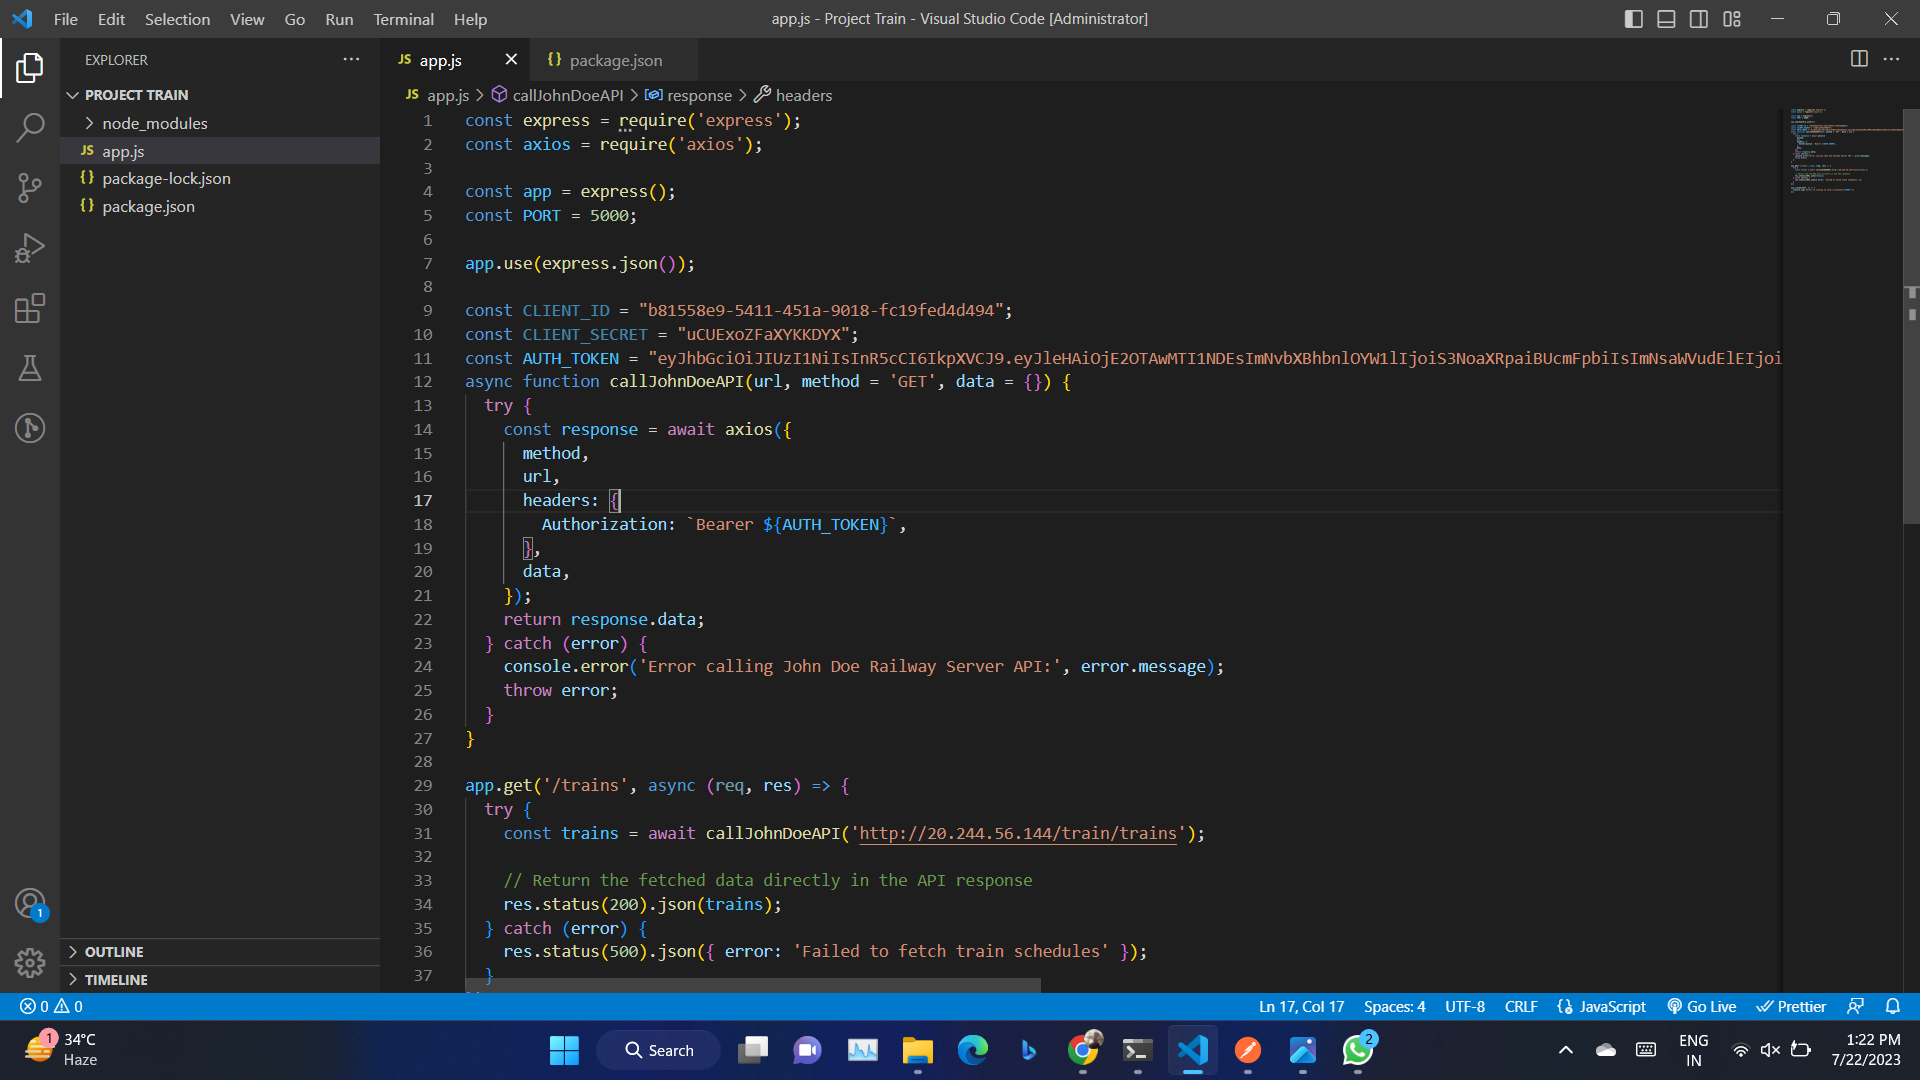 File Edit Selection View Go Run Terminal Help
app.js - Project Train - Visual Studio Code [Administrator]
EXPLORER
PROJECT TRAIN
node_modules
JS app.js
{} package-lock.json
{} package.json
OUTLINE
TIMELINE
JS app.js
{} package.json
JS app.js > callJohnDoeAPI > response > headers
1 const express = require('express');
2 const axios = require('axios');
3
4 const app = express();
5 const PORT = 5000;
6
7 app.use(express.json());
8
9 const CLIENT_ID = "b81558e9-5411-451a-9018-fc19fed4d494";
10 const CLIENT_SECRET = "uCUExoZFaXYKKDYX";
11 const AUTH_TOKEN = "eyJhbGciOiJIUzI1NiIsInR5cCI6IkpXVCJ9.eyJleHAiOjE2OTAwMTI1NDEsImNvbXBhbnlOYW1lIjoiS3NoaXRpaiBUcmFpbiIsImNsaWVudElEIjoi
12 async function callJohnDoeAPI(url, method = 'GET', data = {}) {
13 try {
14 const response = await axios({
15 method,
16 url,
17 headers: {
18 Authorization: `Bearer ${AUTH_TOKEN}`,
19 },
20 data,
21 });
22 return response.data;
23 } catch (error) {
24 console.error('Error calling John Doe Railway Server API:', error.message);
25 throw error;
26 }
27 }
28
29 app.get('/trains', async (req, res) => {
30 try {
31 const trains = await callJohnDoeAPI('http://20.244.56.144/train/trains');
32
33 // Return the fetched data directly in the API response
34 res.status(200).json(trains);
35 } catch (error) {
36 res.status(500).json({ error: 'Failed to fetch train schedules' });
37 }
1
0 0
Ln 17, Col 17 Spaces: 4 UTF-8 CRLF {} JavaScript Go Live Prettier
1
34°C
Haze
Search
2
ENG
IN
1:22 PM
7/22/2023